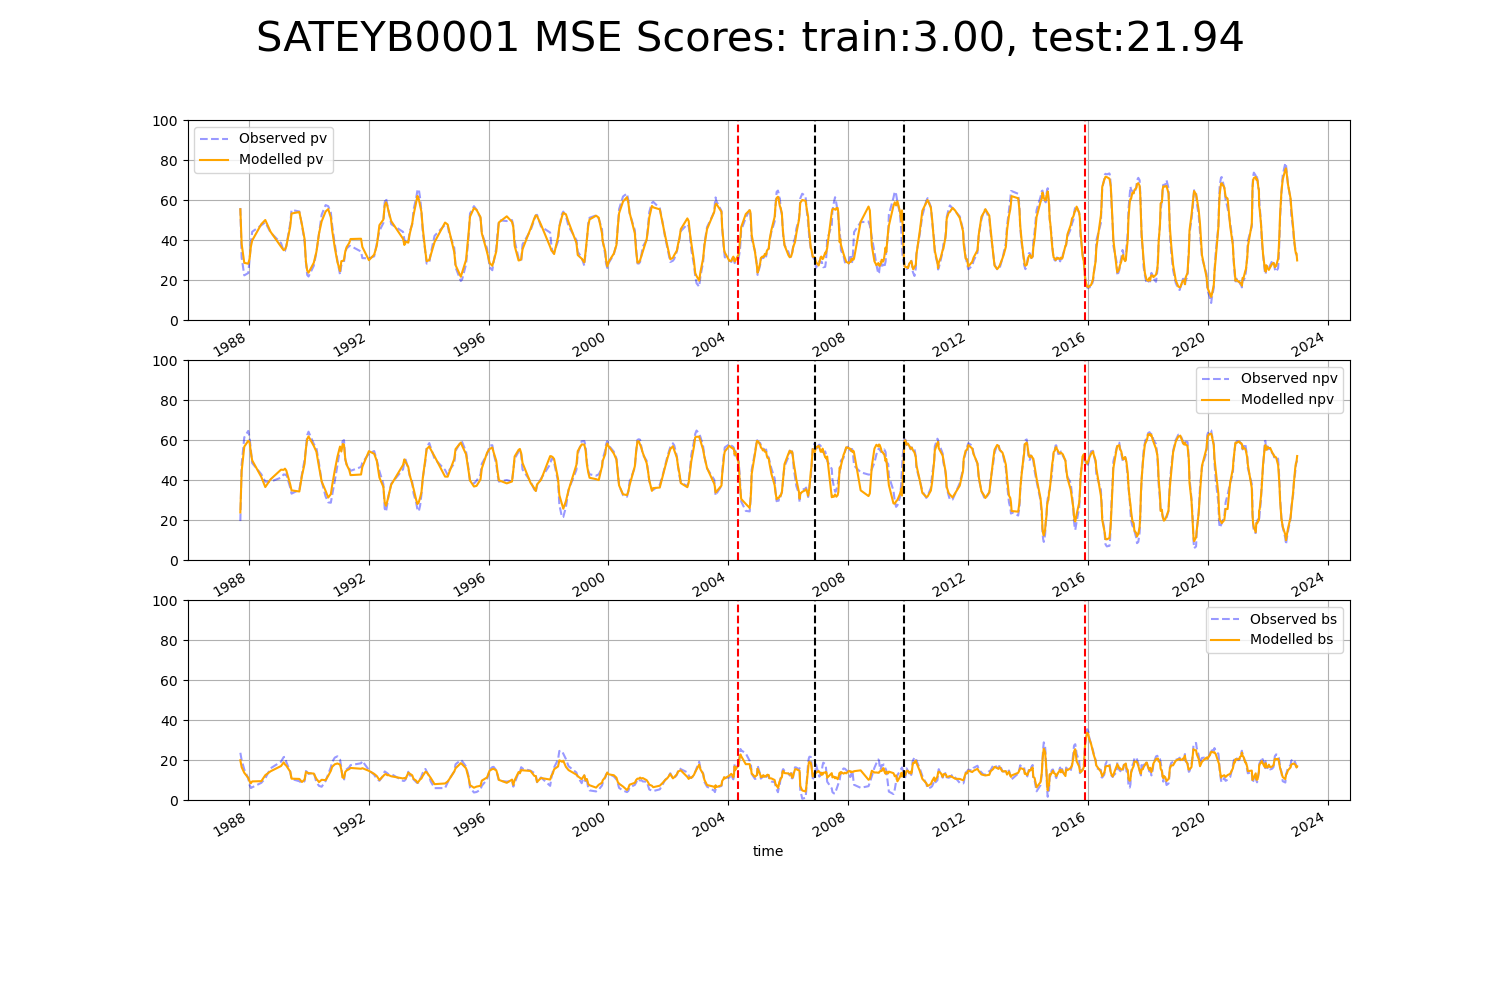 SATEYB0001 MSE Scores: train:3.00, test:21.94
100
80
60
40
20
0
Observed pv
Modelled pv
1988 1992 1996 2000 2004 2008 2012 2016 2020 2024
100
80
60
40
20
0
Observed npv
Modelled npv
1988 1992 1996 2000 2004 2008 2012 2016 2020 2024
100
80
60
40
20
0
Observed bs
Modelled bs
1988 1992 1996 2000 2004 2008 2012 2016 2020 2024
time